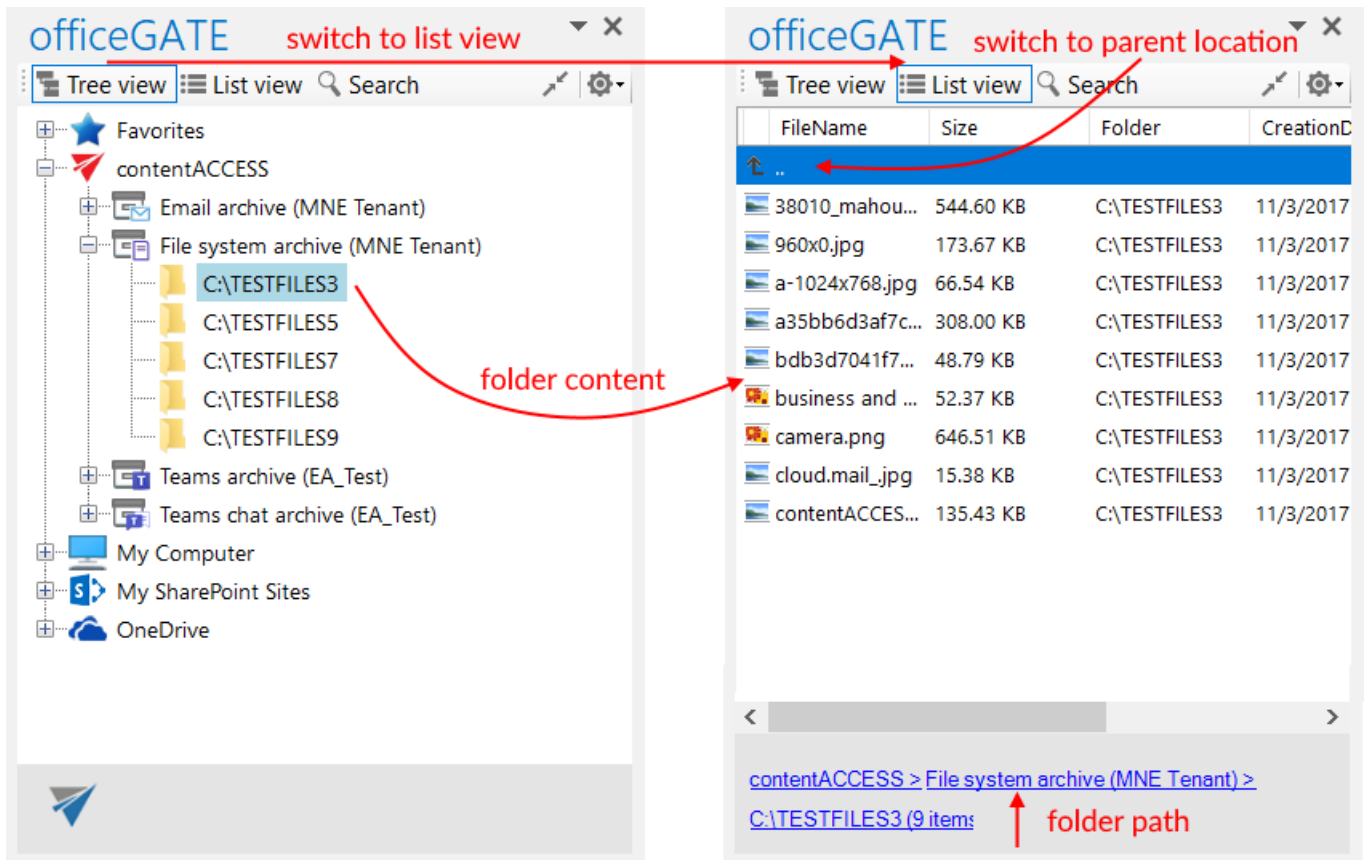 officeGATE
switch to list view
Tree view List view Search
Favorites
contentACCESS
Email archive (MNE Tenant)
File system archive (MNE Tenant)
C:\TESTFILES3
C:\TESTFILES5
C:\TESTFILES7
C:\TESTFILES8
C:\TESTFILES9
Teams archive (EA_Test)
Teams chat archive (EA_Test)
My Computer
My SharePoint Sites
OneDrive
folder content
officeGATE
switch to parent location
Tree view List view Search
FileName Size Folder CreationD
..
38010_mahou... 544.60 KB C:\TESTFILES3 11/3/2017
960x0.jpg 173.67 KB C:\TESTFILES3 11/3/2017
a-1024x768.jpg 66.54 KB C:\TESTFILES3 11/3/2017
a35bb6d3af7c... 308.00 KB C:\TESTFILES3 11/3/2017
bdb3d7041f7... 48.79 KB C:\TESTFILES3 11/3/2017
business and ... 52.37 KB C:\TESTFILES3 11/3/2017
camera.png 646.51 KB C:\TESTFILES3 11/3/2017
cloud.mail_.jpg 15.38 KB C:\TESTFILES3 11/3/2017
contentACCES... 135.43 KB C:\TESTFILES3 11/3/2017
contentACCESS > File system archive (MNE Tenant) >
C:\TESTFILES3 (9 items
folder path